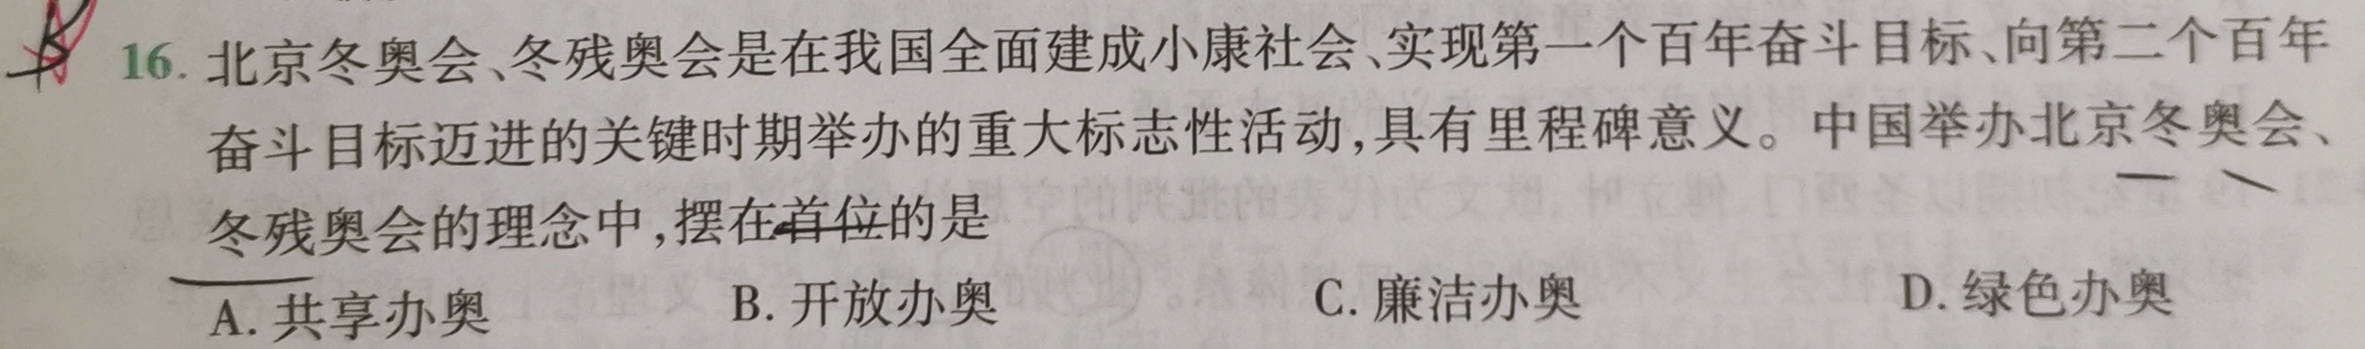 16. 北京冬奥会、冬残奥会是在我国全面建成小康社会、实现第一个百年奋斗目标、向第二个百年
奋斗目标迈进的关键时期举办的重大标志性活动,具有里程碑意义。中国举办北京冬奥会、
冬残奥会的理念中,摆在首位的是
A. 共享办奥 B. 开放办奥 C. 廉洁办奥 D. 绿色办奥